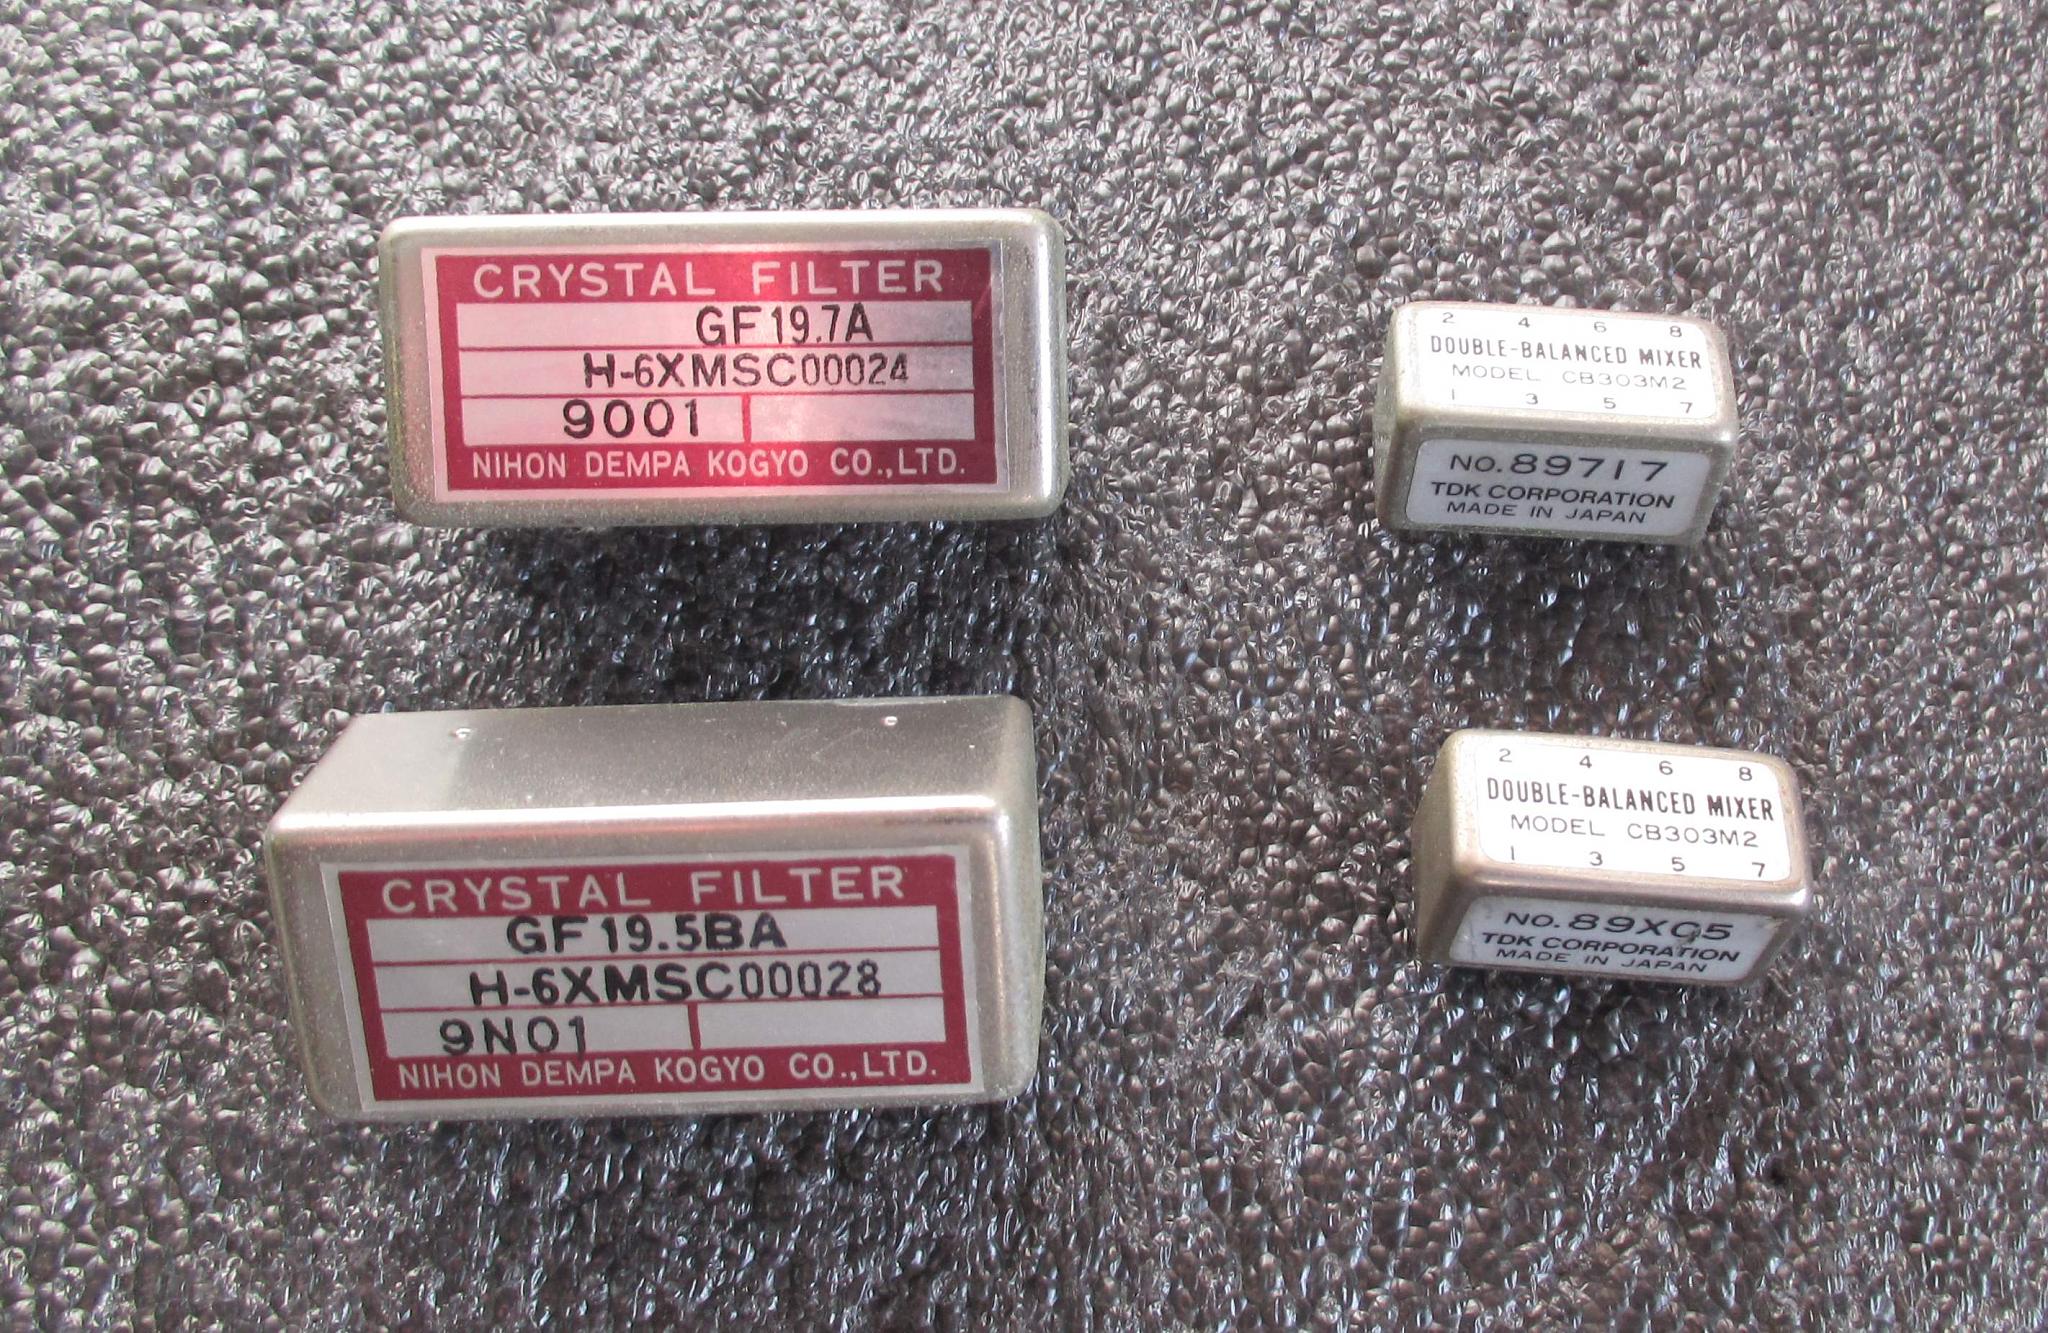 CRYSTAL FILTER
GF19.7A
H-6XMSC00024
9001
NIHON DEMPA KOGYO CO.,LTD.
2 4 6 8
DOUBLE-BALANCED MIXER
MODEL CB303M2
1 3 5 7
NO.89717
TDK CORPORATION
MADE IN JAPAN
CRYSTAL FILTER
GF19.5BA
H-6XMSC00028
9N01
NIHON DEMPA KOGYO CO.,LTD.
2 4 6 8
DOUBLE-BALANCED MIXER
MODEL CB303M2
1 3 5 7
NO.89X05
TDK CORPORATION
MADE IN JAPAN